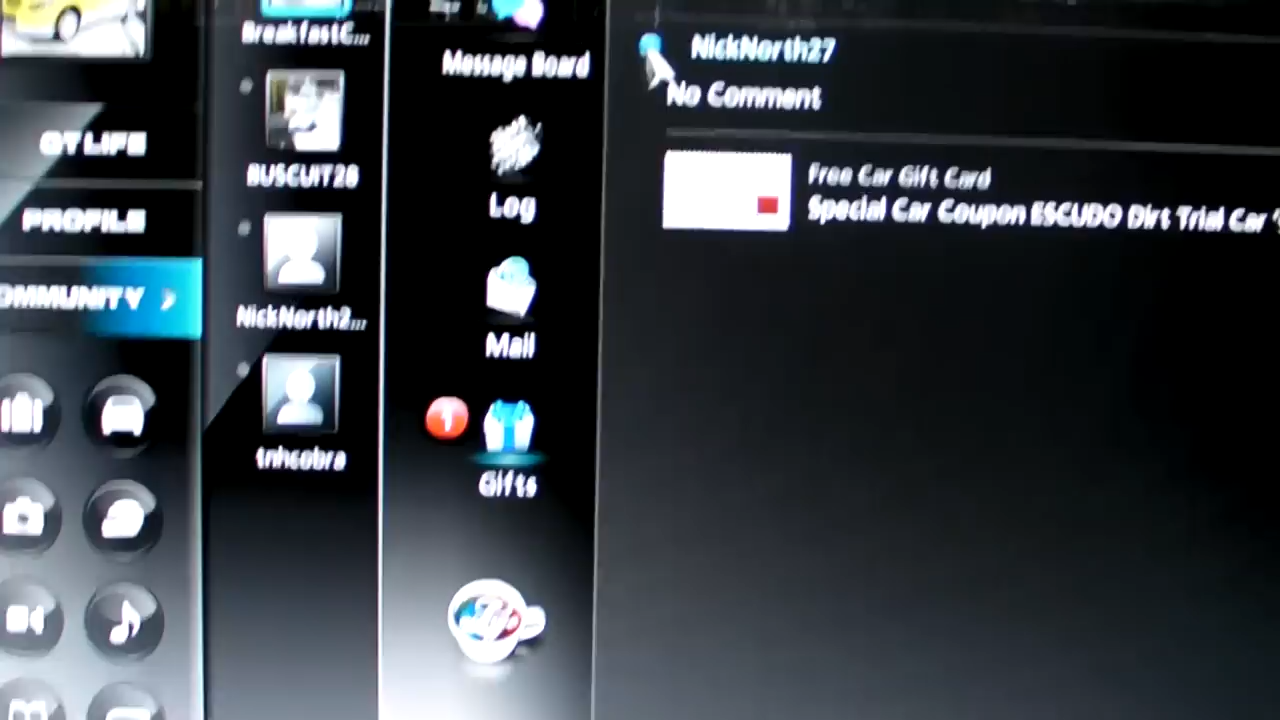 GT LIFE
PROFILE
OMMUNITY
BreakfastC...
BUSCUIT28
NickNorth2...
tnhcobra
Message Board
Log
Mail
1
Gifts
NickNorth27
No Comment
Free Car Gift Card
Special Car Coupon ESCUDO Dirt Trial Car '